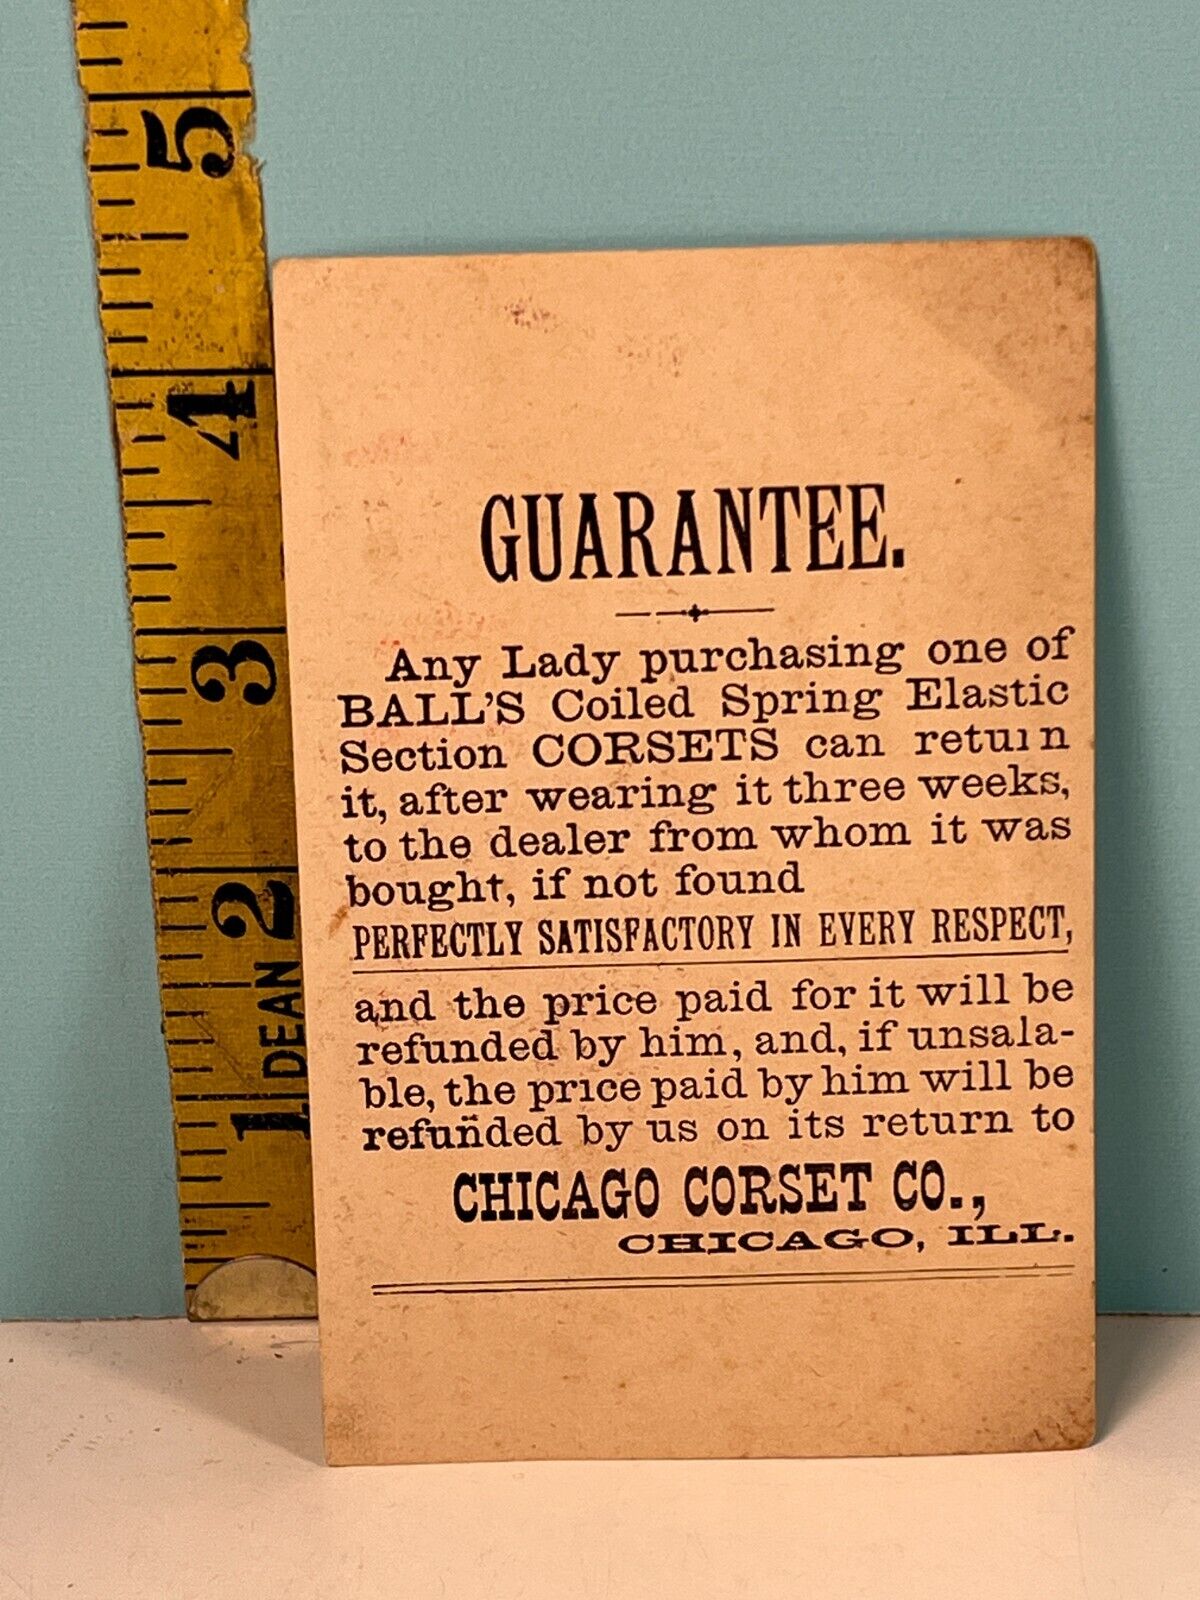 5
4
3
2
DEAN
1
GUARANTEE.
Any Lady purchasing one of
BALL'S Coiled Spring Elastic
Section CORSETS can return
it, after wearing it three weeks,
to the dealer from whom it was
bought, if not found
PERFECTLY SATISFACTORY IN EVERY RESPECT,
and the price paid for it will be
refunded by him, and, if unsala-
ble, the price paid by him will be
refunded by us on its return to
CHICAGO CORSET CO.,
CHICAGO, ILL.